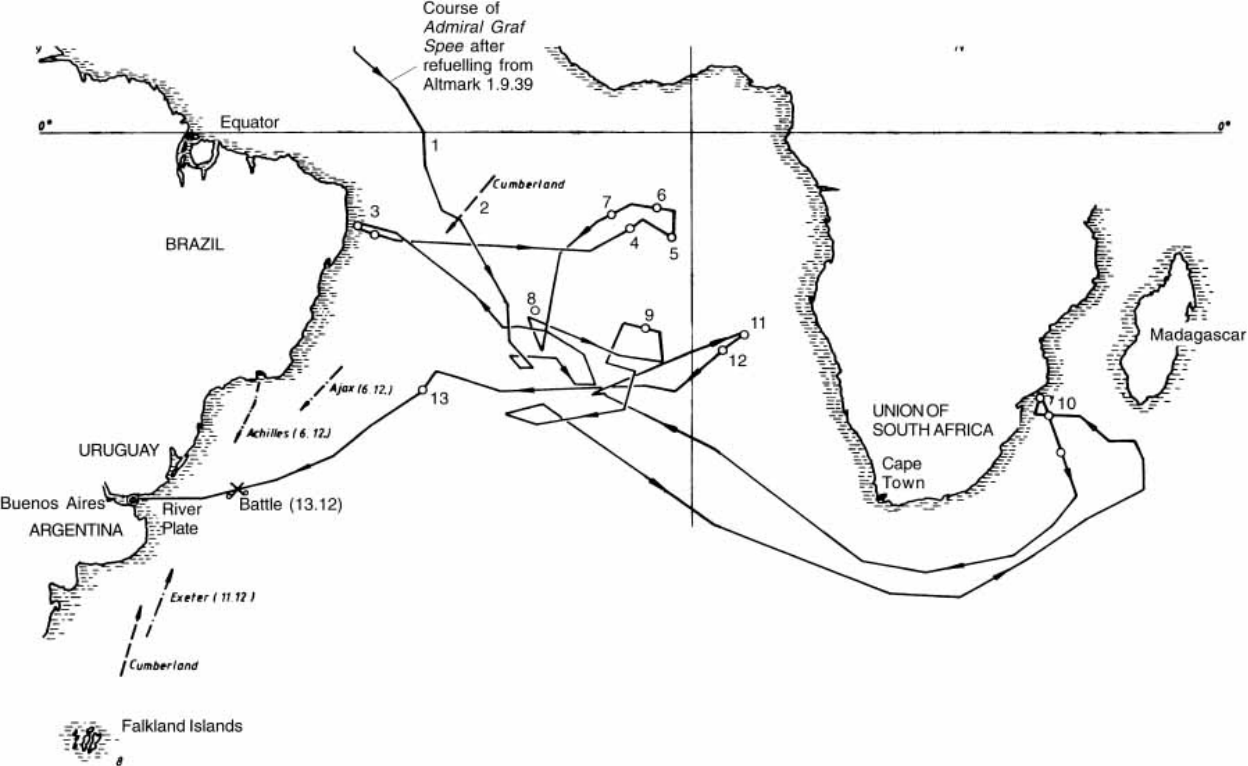 Course of
Admiral Graf
Spee after
refuelling from
Altmark 1.9.39
0°
Equator
0°
1
Cumberland
2
3
7
6
4
5
BRAZIL
8
9
11
12
Madagascar
Ajax (6.12.)
13
10
UNION OF
SOUTH AFRICA
Achilles (6.12.)
URUGUAY
Cape
Town
Buenos Aires
River
Plate
Battle (13.12)
ARGENTINA
Exeter (11.12)
Cumberland
Falkland Islands
8